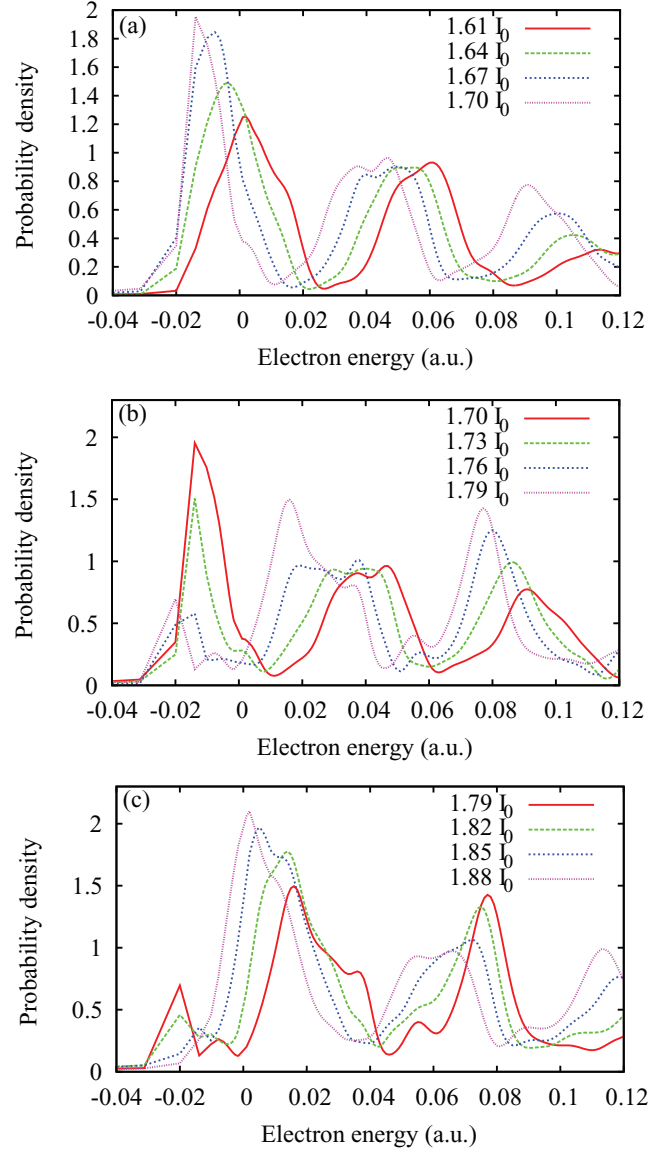 (a)
1.61 I0
1.64 I0
1.67 I0
1.70 I0
Probability density
2
1.8
1.6
1.4
1.2
1
0.8
0.6
0.4
0.2
0
-0.04 -0.02 0 0.02 0.04 0.06 0.08 0.1 0.12
Electron energy (a.u.)
(b)
1.70 I0
1.73 I0
1.76 I0
1.79 I0
Probability density
2
1.5
1
0.5
0
-0.04 -0.02 0 0.02 0.04 0.06 0.08 0.1 0.12
Electron energy (a.u.)
(c)
1.79 I0
1.82 I0
1.85 I0
1.88 I0
Probability density
2
1.5
1
0.5
0
-0.04 -0.02 0 0.02 0.04 0.06 0.08 0.1 0.12
Electron energy (a.u.)